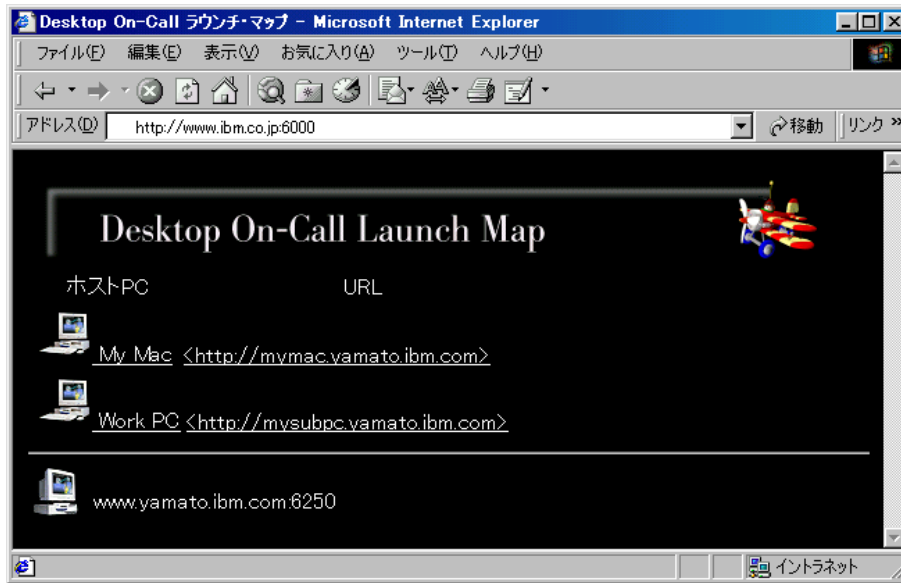 Desktop On-Call ラウンチ・マップ - Microsoft Internet Explorer
ファイル(F) 編集(E) 表示(V) お気に入り(A) ツール(T) ヘルプ(H)
アドレス(D) http://www.ibm.co.jp:6000 移動 リンク »
Desktop On-Call Launch Map
ホストPC URL
My Mac <http://mymac.yamato.ibm.com>
Work PC <http://mysubpc.yamato.ibm.com>
www.yamato.ibm.com:6250
イントラネット